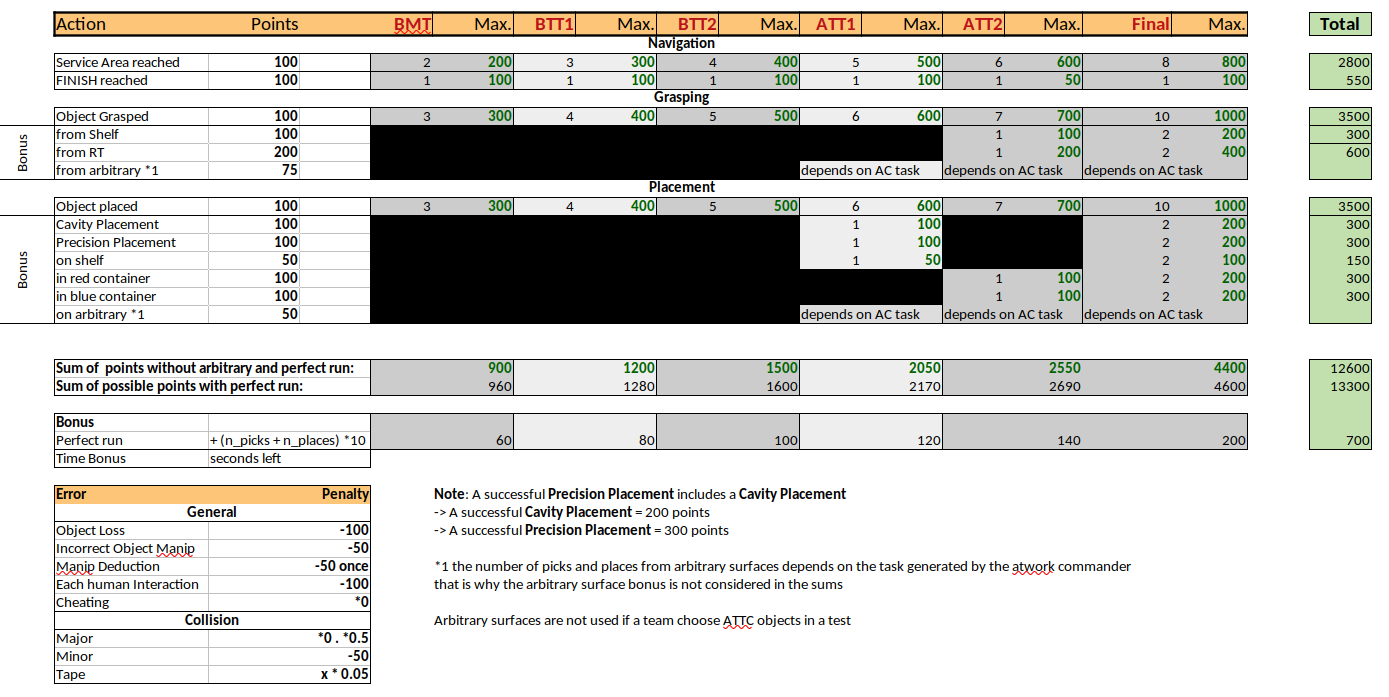 Action Points BMT Max. BTT1 Max. BTT2 Max. ATT1 Max. ATT2 Max. Final Max. Total
Navigation
Service Area reached 100 2 200 3 300 4 400 5 500 6 600 8 800 2800
FINISH reached 100 1 100 1 100 1 100 1 100 1 50 1 100 550
Grasping
Object Grasped 100 3 300 4 400 5 500 6 600 7 700 10 1000 3500
Bonus
from Shelf 100 1 100 2 200 300
from RT 200 1 200 2 400 600
from arbitrary *1 75 depends on AC task depends on AC task depends on AC task
Placement
Object placed 100 3 300 4 400 5 500 6 600 7 700 10 1000 3500
Bonus
Cavity Placement 100 1 100 2 200 300
Precision Placement 100 1 100 2 200 300
on shelf 50 1 50 2 100 150
in red container 100 1 100 2 200 300
in blue container 100 1 100 2 200 300
on arbitrary *1 50 depends on AC task depends on AC task depends on AC task
Sum of points without arbitrary and perfect run: 900 1200 1500 2050 2550 4400 12600
Sum of possible points with perfect run: 960 1280 1600 2170 2690 4600 13300
Bonus
Perfect run + (n_picks + n_places) *10 60 80 100 120 140 200 700
Time Bonus seconds left
Error Penalty
General
Object Loss -100
Incorrect Object Manip -50
Manip Deduction -50 once
Each human Interaction -100
Cheating *0
Collision
Major *0 . *0.5
Minor -50
Tape x * 0.05
Note: A successful Precision Placement includes a Cavity Placement
-> A successful Cavity Placement = 200 points
-> A successful Precision Placement = 300 points
*1 the number of picks and places from arbitrary surfaces depends on the task generated by the atwork commander
that is why the arbitrary surface bonus is not considered in the sums
Arbitrary surfaces are not used if a team choose ATTC objects in a test